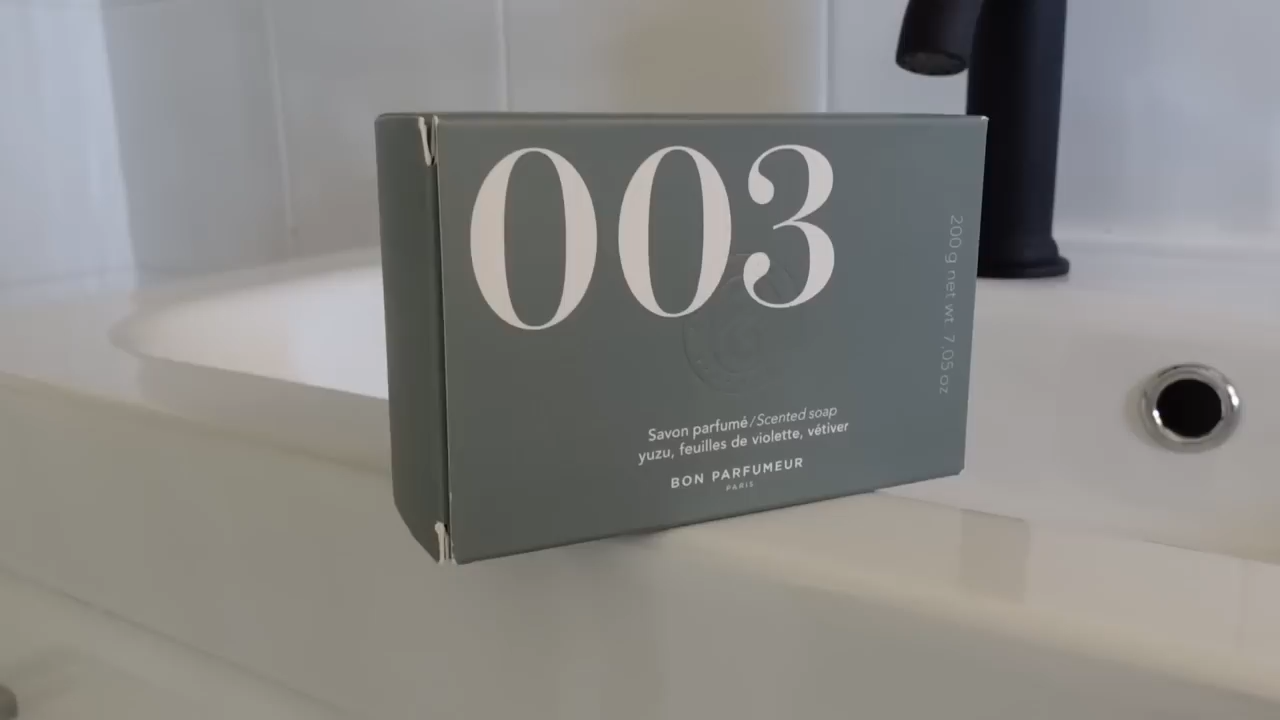 003
Savon parfumé / Scented soap
yuzu, feuilles de violette, vétiver
BON PARFUMEUR
PARIS
200 g net wt 7,05 oz